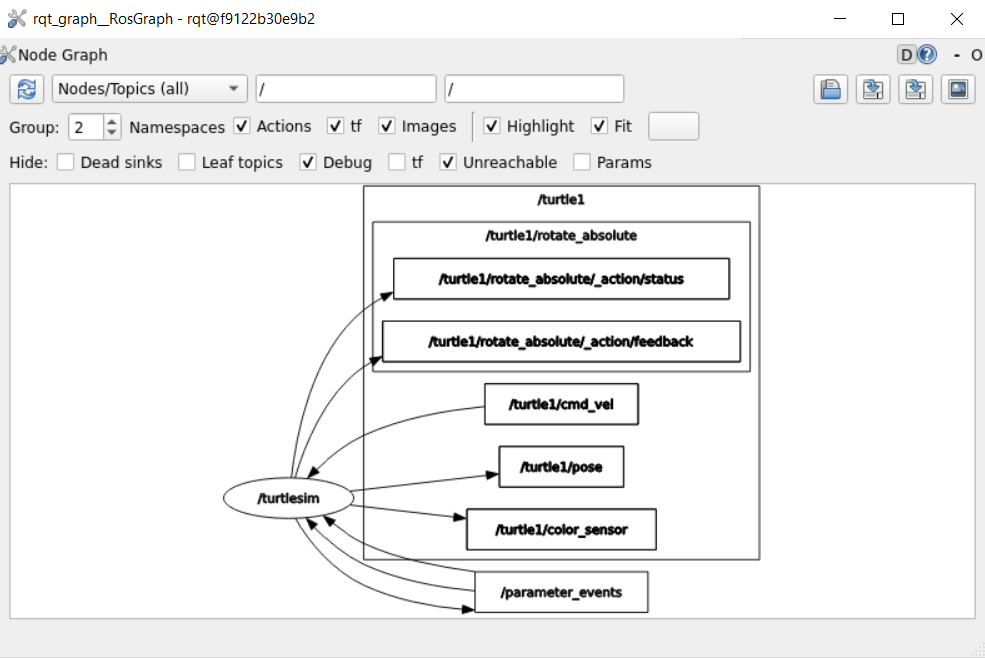 rqt_graph__RosGraph - rqt@f9122b30e9b2
Node Graph D ? - O
Nodes/Topics (all) / /
Group: 2 Namespaces Actions tf Images Highlight Fit
Hide: Dead sinks Leaf topics Debug tf Unreachable Params
/turtle1
/turtle1/rotate_absolute
/turtle1/rotate_absolute/_action/status
/turtle1/rotate_absolute/_action/feedback
/turtle1/cmd_vel
/turtle1/pose
/turtlesim
/turtle1/color_sensor
/parameter_events